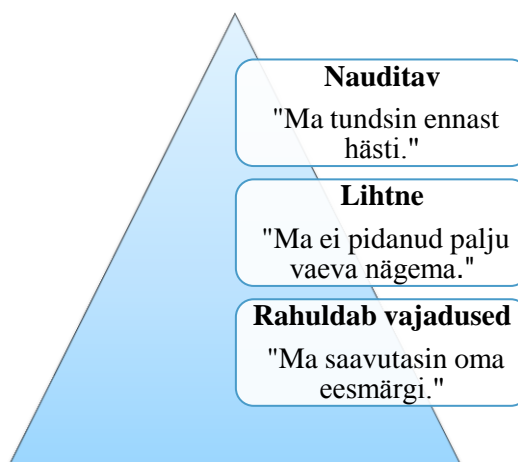 Nauditav
"Ma tundsin ennast
hästi."
Lihtne
"Ma ei pidanud palju
vaeva nägema."
Rahuldab vajadused
"Ma saavutasin oma
eesmärgi."